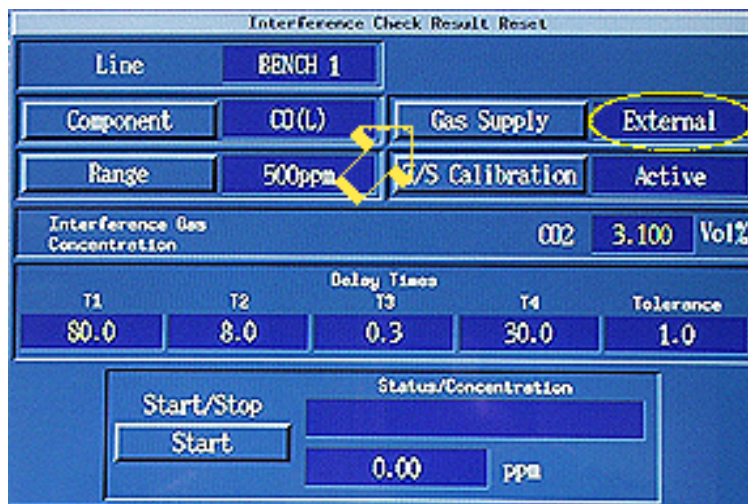 Interference Check Result Reset
Line BENCH 1
Component CO(L) Gas Supply External
Range 500ppm /S Calibration Active
Interference Gas
Concentration
CO2 3.100 Vol%
Delay Times
T1 T2 T3 T4 Tolerance
80.0 8.0 0.3 30.0 1.0
Status/Concentration
Start/Stop
Start
0.00 ppm